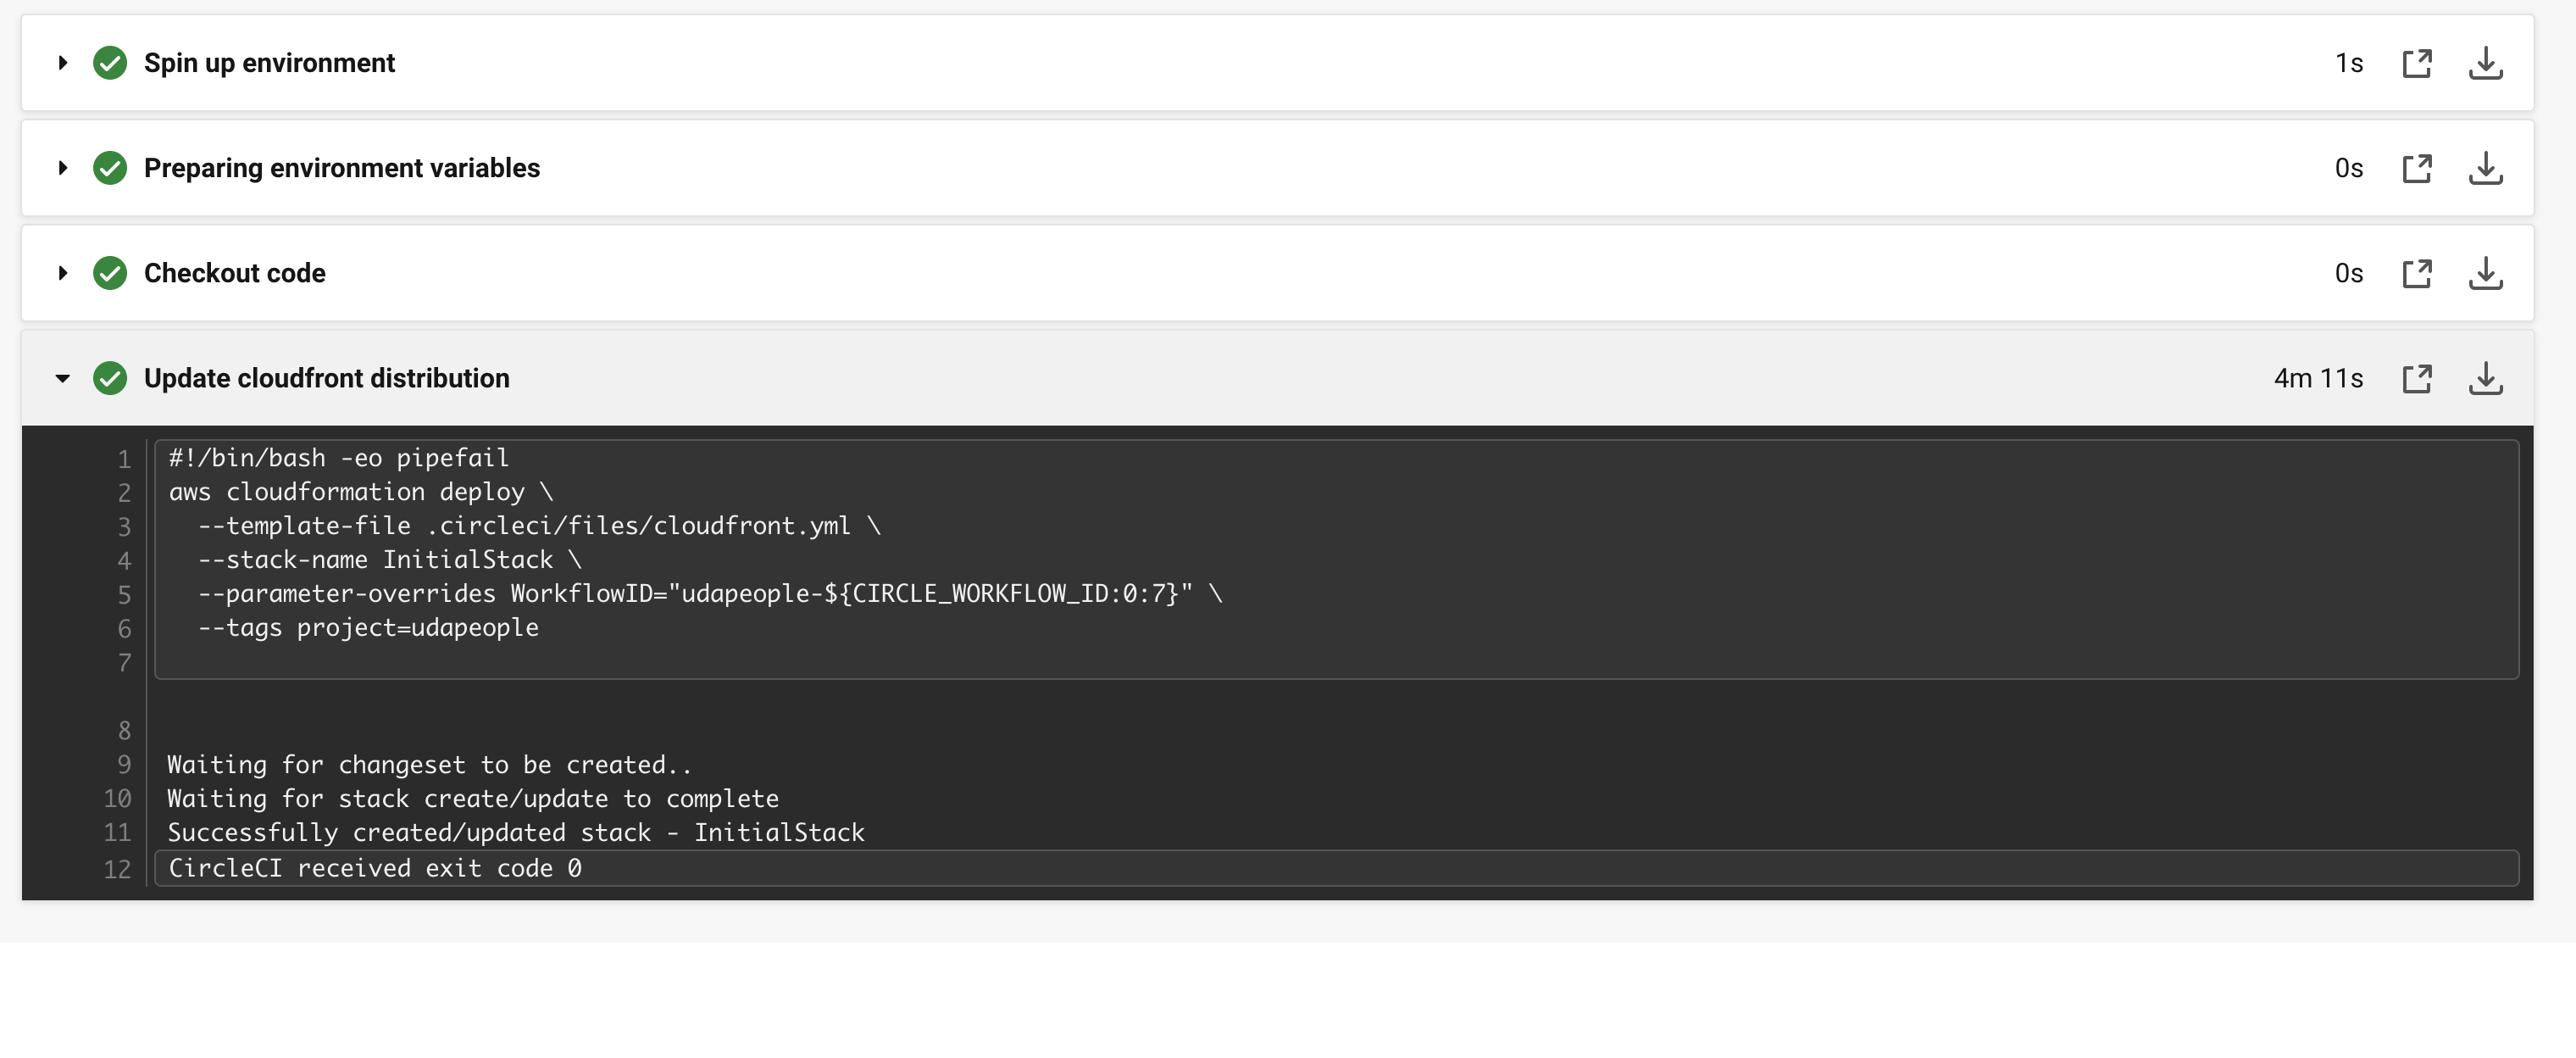 Spin up environment 1s
Preparing environment variables 0s
Checkout code 0s
Update cloudfront distribution 4m 11s
1 #!/bin/bash -eo pipefail
2 aws cloudformation deploy \
3   --template-file .circleci/files/cloudfront.yml \
4   --stack-name InitialStack \
5   --parameter-overrides WorkflowID="udapeople-${CIRCLE_WORKFLOW_ID:0:7}" \
6   --tags project=udapeople
7
8
9 Waiting for changeset to be created..
10 Waiting for stack create/update to complete
11 Successfully created/updated stack - InitialStack
12 CircleCI received exit code 0